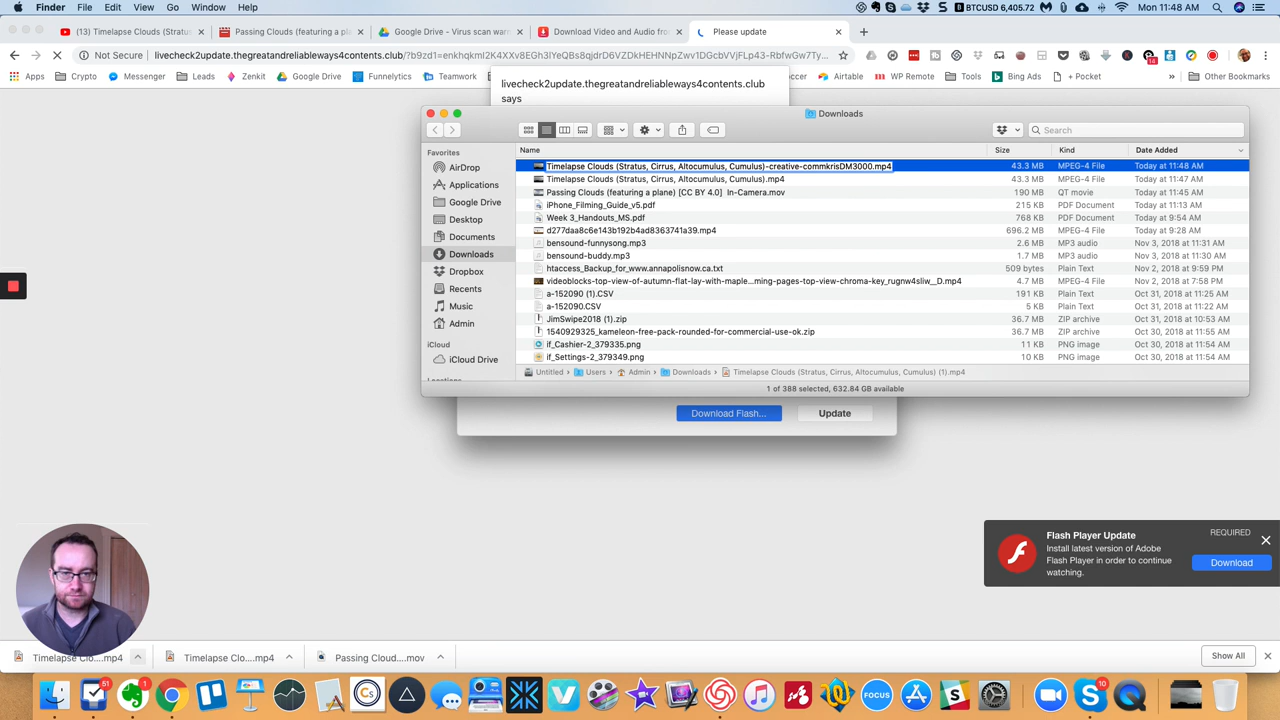 Finder File Edit View Go Window Help BTCUSD 6,405.72 Mon 11:48 AM
(13) Timelapse Clouds (Stratus Passing Clouds (featuring a pl Google Drive - Virus scan warn Download Video and Audio from Please update
Not Secure livecheck2update.thegreatandreliableways4contents.club
Apps Crypto Messenger Leads Zenkit Google Drive Funnelytics Teamwork Airtable WP Remote Tools Bing Ads + Pocket » Other Bookmarks
livecheck2update.thegreatandreliableways4contents.club
says
Downloads
Search
Name Size Kind Date Added
Favorites
AirDrop
Applications
Google Drive
Desktop
Documents
Downloads
Dropbox
Recents
Music
Admin
iCloud
iCloud Drive
Timelapse Clouds (Stratus, Cirrus, Altocumulus, Cumulus)-creative-commkrisDM3000.mp4 43.3 MB MPEG-4 File Today at 11:48 AM
Timelapse Clouds (Stratus, Cirrus, Altocumulus, Cumulus).mp4 43.3 MB MPEG-4 File Today at 11:47 AM
Passing Clouds (featuring a plane) [CC BY 4.0] In-Camera.mov 190 MB QT movie Today at 11:45 AM
iPhone_Filming_Guide_v5.pdf 215 KB PDF Document Today at 11:13 AM
Week 3_Handouts_MS.pdf 768 KB PDF Document Today at 9:54 AM
d277daa8c6e143b192b4ad8363741a39.mp4 696.2 MB MPEG-4 File Today at 9:28 AM
bensound-funnysong.mp3 2.6 MB MP3 audio Nov 3, 2018 at 11:31 AM
bensound-buddy.mp3 1.7 MB MP3 audio Nov 3, 2018 at 11:30 AM
htaccess_Backup_for_www.annapolisnow.ca.txt 509 bytes Plain Text Nov 2, 2018 at 9:59 PM
videoblocks-top-view-of-autumn-flat-lay-with-maple...ming-pages-top-view-chroma-key_rugnw4sliw__D.mp4 4.7 MB MPEG-4 File Nov 2, 2018 at 7:58 PM
a-152090 (1).CSV 191 KB Plain Text Oct 31, 2018 at 11:25 AM
a-152090.CSV 5 KB Plain Text Oct 31, 2018 at 11:22 AM
JimSwipe2018 (1).zip 36.7 MB ZIP archive Oct 31, 2018 at 10:53 AM
1540929325_kameleon-free-pack-rounded-for-commercial-use-ok.zip 36.7 MB ZIP archive Oct 30, 2018 at 11:55 AM
if_Cashier-2_379335.png 11 KB PNG image Oct 30, 2018 at 11:54 AM
if_Settings-2_379349.png 10 KB PNG image Oct 30, 2018 at 11:54 AM
Untitled Users Admin Downloads Timelapse Clouds (Stratus, Cirrus, Altocumulus, Cumulus) (1).mp4
1 of 388 selected, 632.84 GB available
Download Flash... Update
Flash Player Update REQUIRED
Install latest version of Adobe
Flash Player in order to continue
watching.
Download
Timelapse Clo....mp4 Timelapse Clo....mp4 Passing Cloud....mov Show All
51 1 FOCUS 10